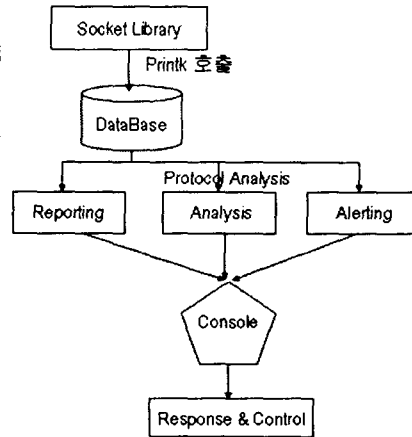 Socket Library
Printk 호출
DataBase
Protocol Analysis
Reporting
Analysis
Alerting
Console
Response & Control